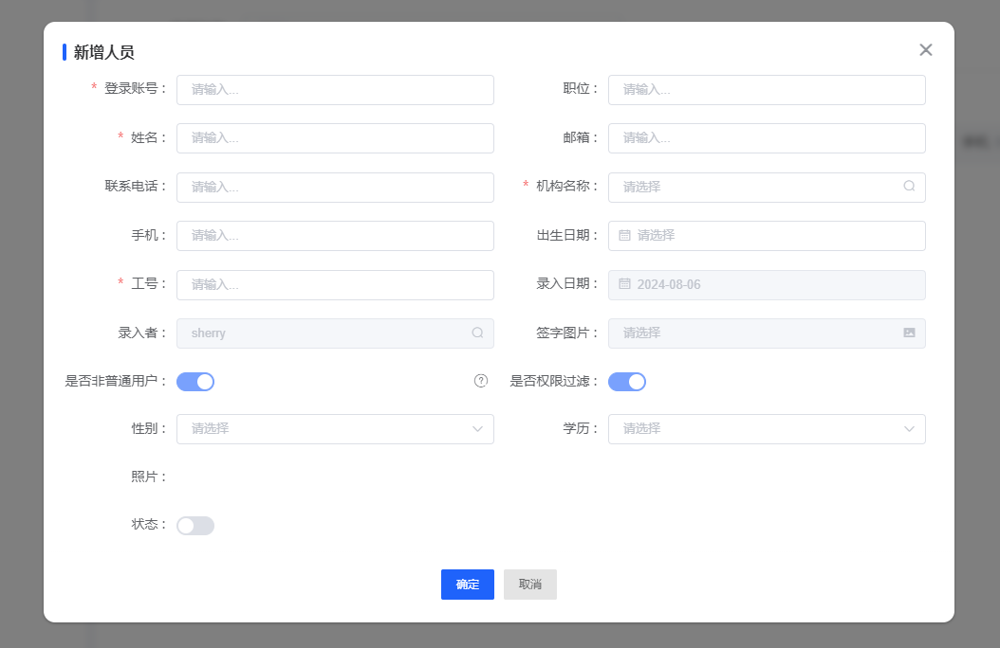 新增人员
* 登录账号： 请输入... 职位： 请输入...
* 姓名： 请输入... 邮箱： 请输入...
联系电话： 请输入... * 机构名称： 请选择
手机： 请输入... 出生日期： 请选择
* 工号： 请输入... 录入日期： 2024-08-06
录入者： sherry 签字图片： 请选择
是否非普通用户： 是否权限过滤：
性别： 请选择 学历： 请选择
照片：
状态：
确定 取消